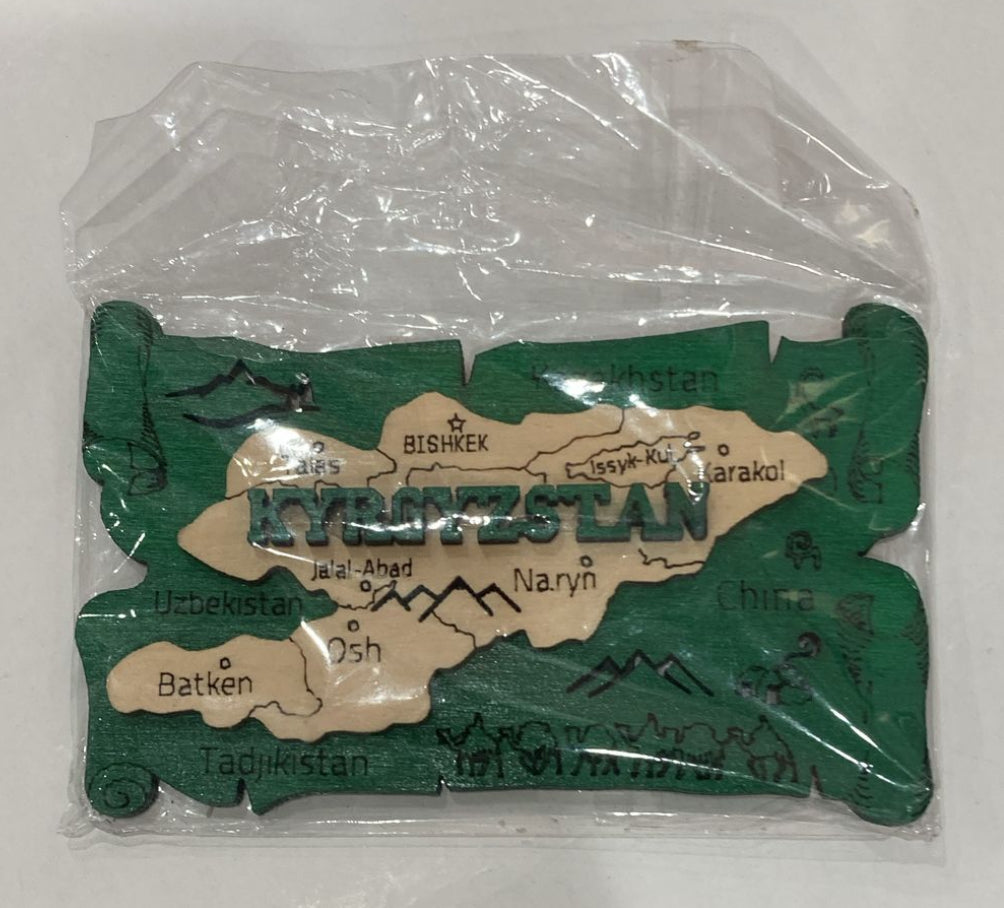 Kazakhstan
BISHKEK
Talas
Issyk-Kul
Karakol
KYRGYZSTAN
Jalal-Abad
Naryn
Uzbekistan
China
Osh
Batken
Tadjikistan